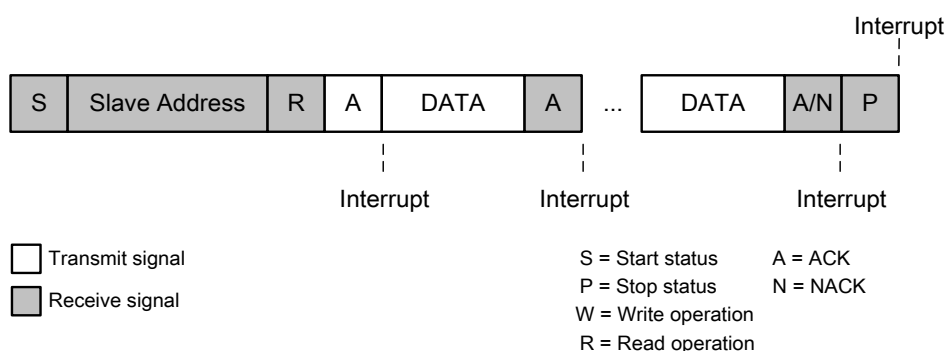 Interrupt
S Slave Address R A DATA A ... DATA A/N P
Interrupt Interrupt Interrupt
Transmit signal
Receive signal
S = Start status A = ACK
P = Stop status N = NACK
W = Write operation
R = Read operation